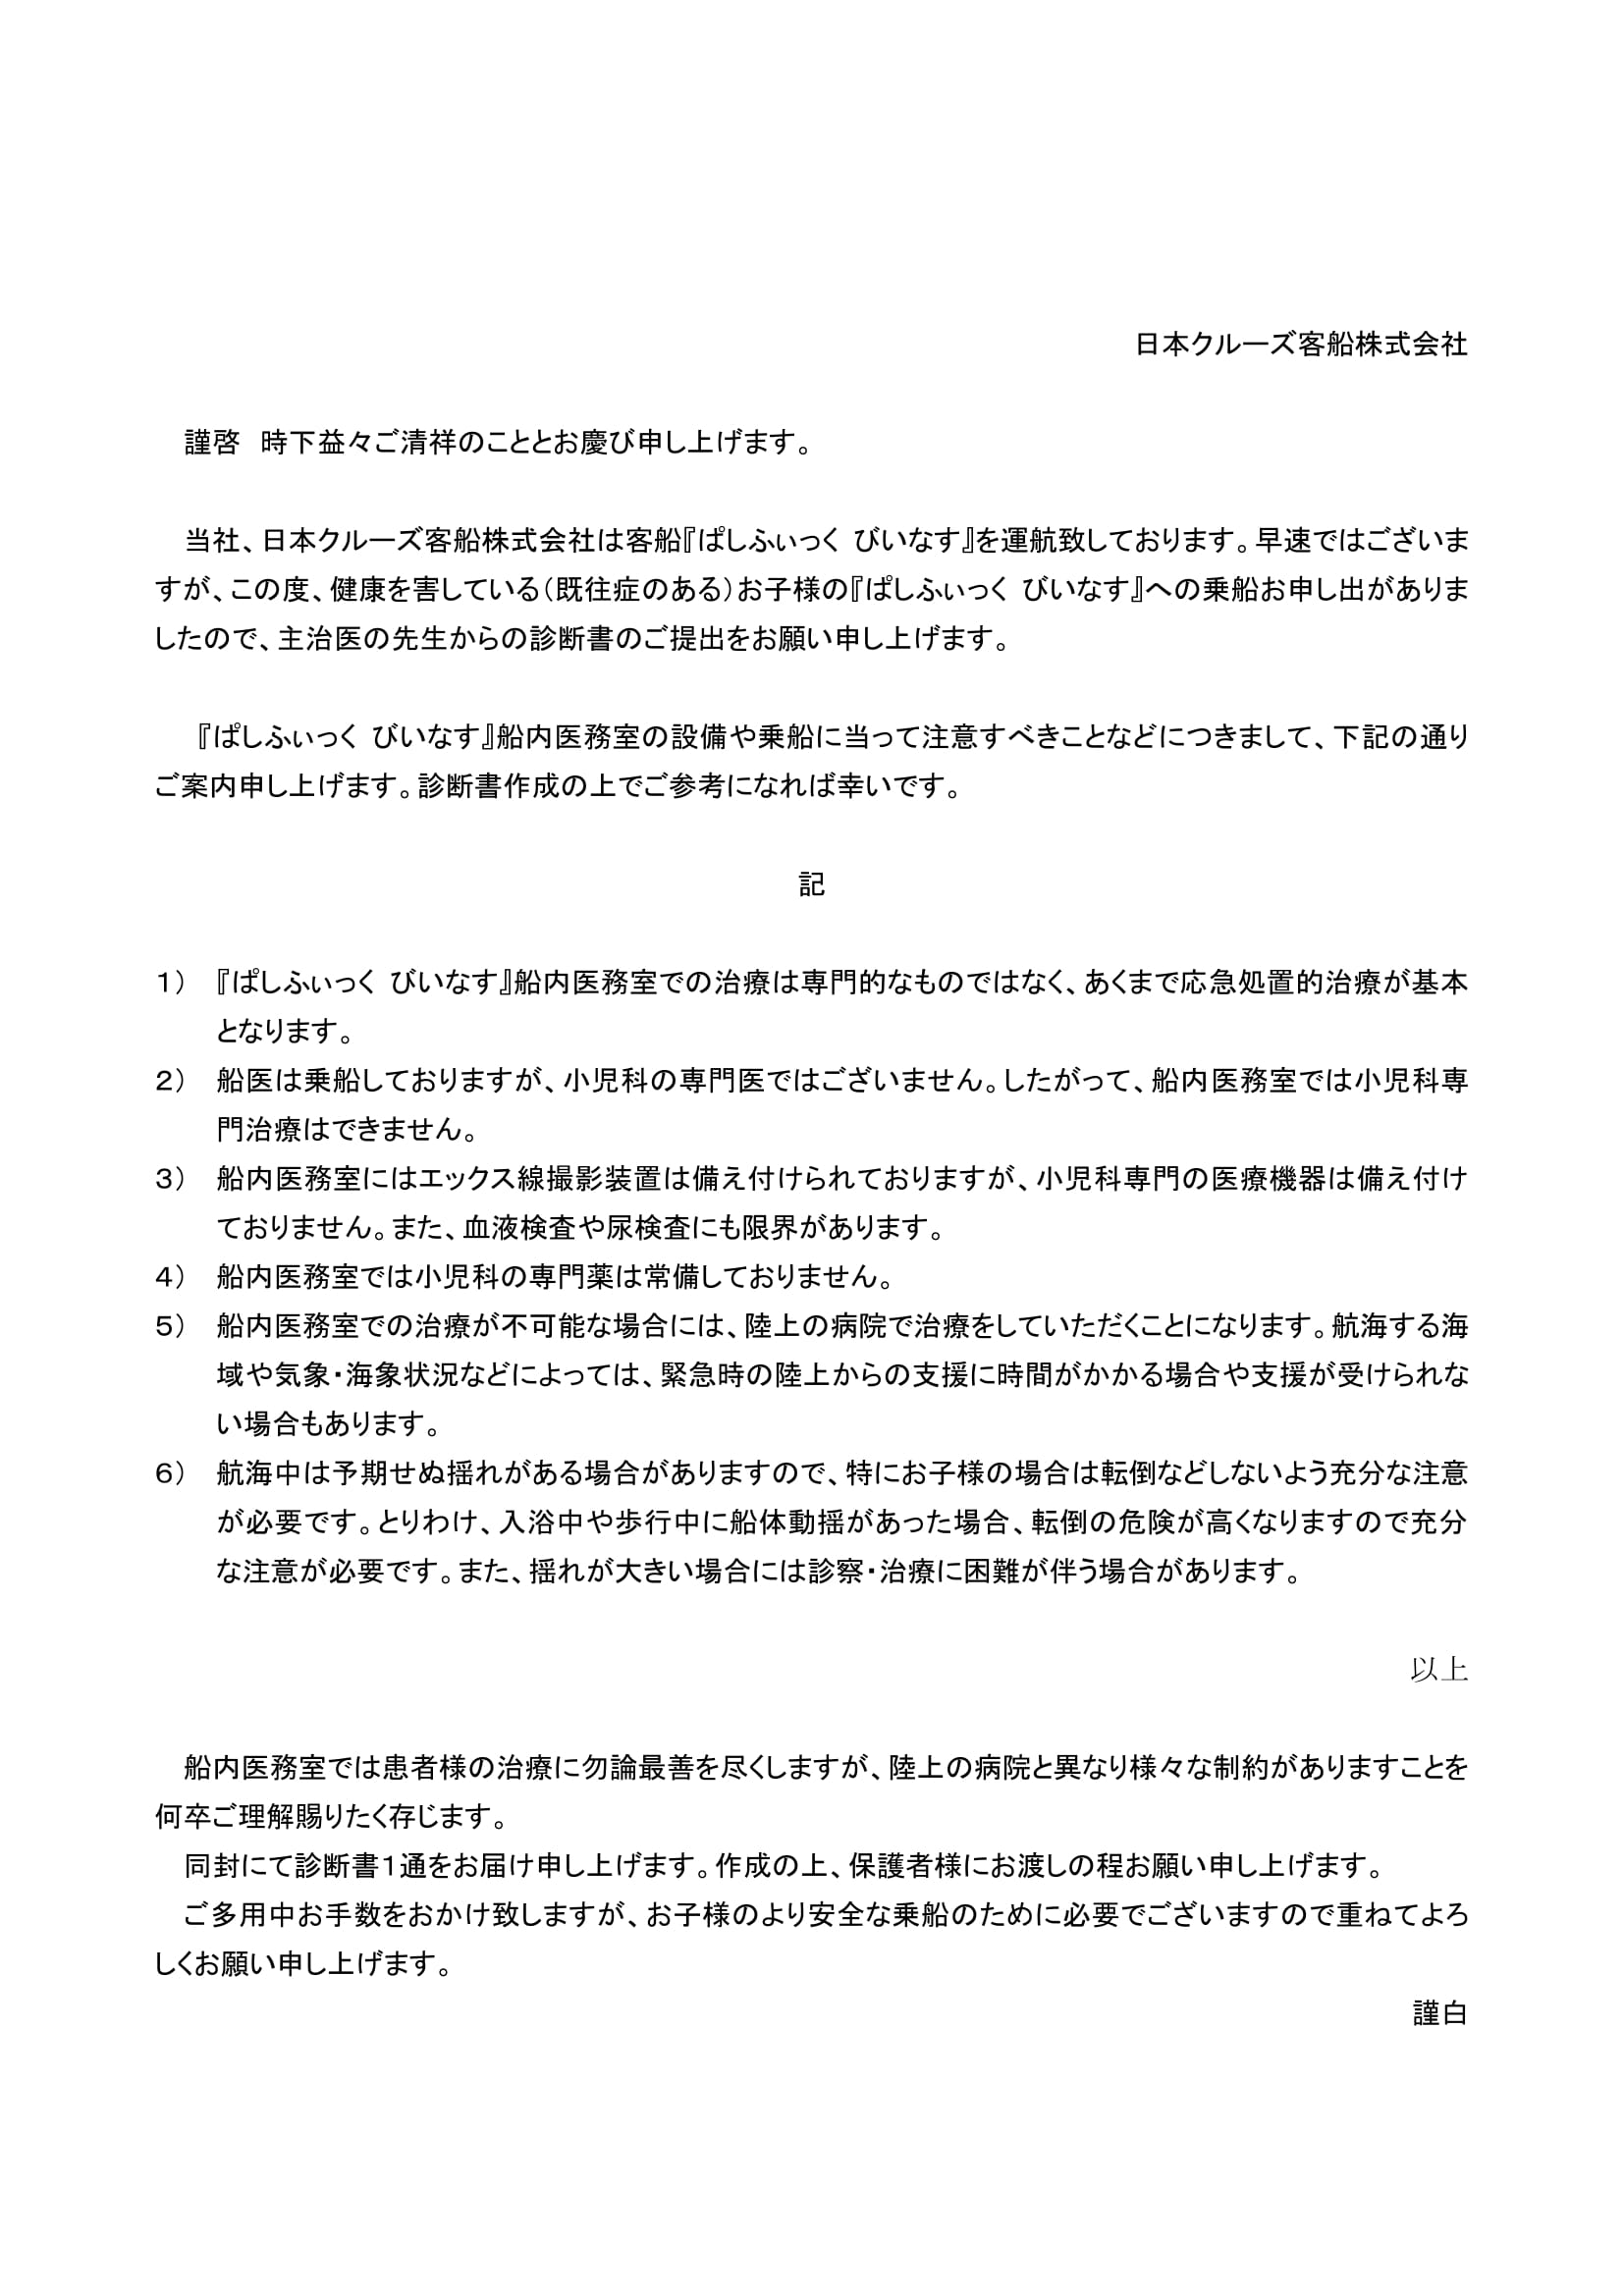 日本クルーズ客船株式会社
謹啓 時下益々ご清祥のこととお慶び申し上げます。
当社、日本クルーズ客船株式会社は客船『ぱしふぃっく びいなす』を運航致しております。早速ではございま
すが、この度、健康を害している（既往症のある）お子様の『ぱしふぃっく びいなす』への乗船お申し出がありま
したので、主治医の先生からの診断書のご提出をお願い申し上げます。
『ぱしふぃっく びいなす』船内医務室の設備や乗船に当って注意すべきことなどにつきまして、下記の通り
ご案内申し上げます。診断書作成の上でご参考になれば幸いです。
記
１） 『ぱしふぃっく びいなす』船内医務室での治療は専門的なものではなく、あくまで応急処置的治療が基本
となります。
２） 船医は乗船しておりますが、小児科の専門医ではございません。したがって、船内医務室では小児科専
門治療はできません。
３） 船内医務室にはエックス線撮影装置は備え付けられておりますが、小児科専門の医療機器は備え付け
ておりません。また、血液検査や尿検査にも限界があります。
４） 船内医務室では小児科の専門薬は常備しておりません。
５） 船内医務室での治療が不可能な場合には、陸上の病院で治療をしていただくことになります。航海する海
域や気象・海象状況などによっては、緊急時の陸上からの支援に時間がかかる場合や支援が受けられな
い場合もあります。
６） 航海中は予期せぬ揺れがある場合がありますので、特にお子様の場合は転倒などしないよう充分な注意
が必要です。とりわけ、入浴中や歩行中に船体動揺があった場合、転倒の危険が高くなりますので充分
な注意が必要です。また、揺れが大きい場合には診察・治療に困難が伴う場合があります。
以上
船内医務室では患者様の治療に勿論最善を尽くしますが、陸上の病院と異なり様々な制約がありますことを
何卒ご理解賜りたく存じます。
同封にて診断書１通をお届け申し上げます。作成の上、保護者様にお渡しの程お願い申し上げます。
ご多用中お手数をおかけ致しますが、お子様のより安全な乗船のために必要でございますので重ねてよろ
しくお願い申し上げます。
謹白